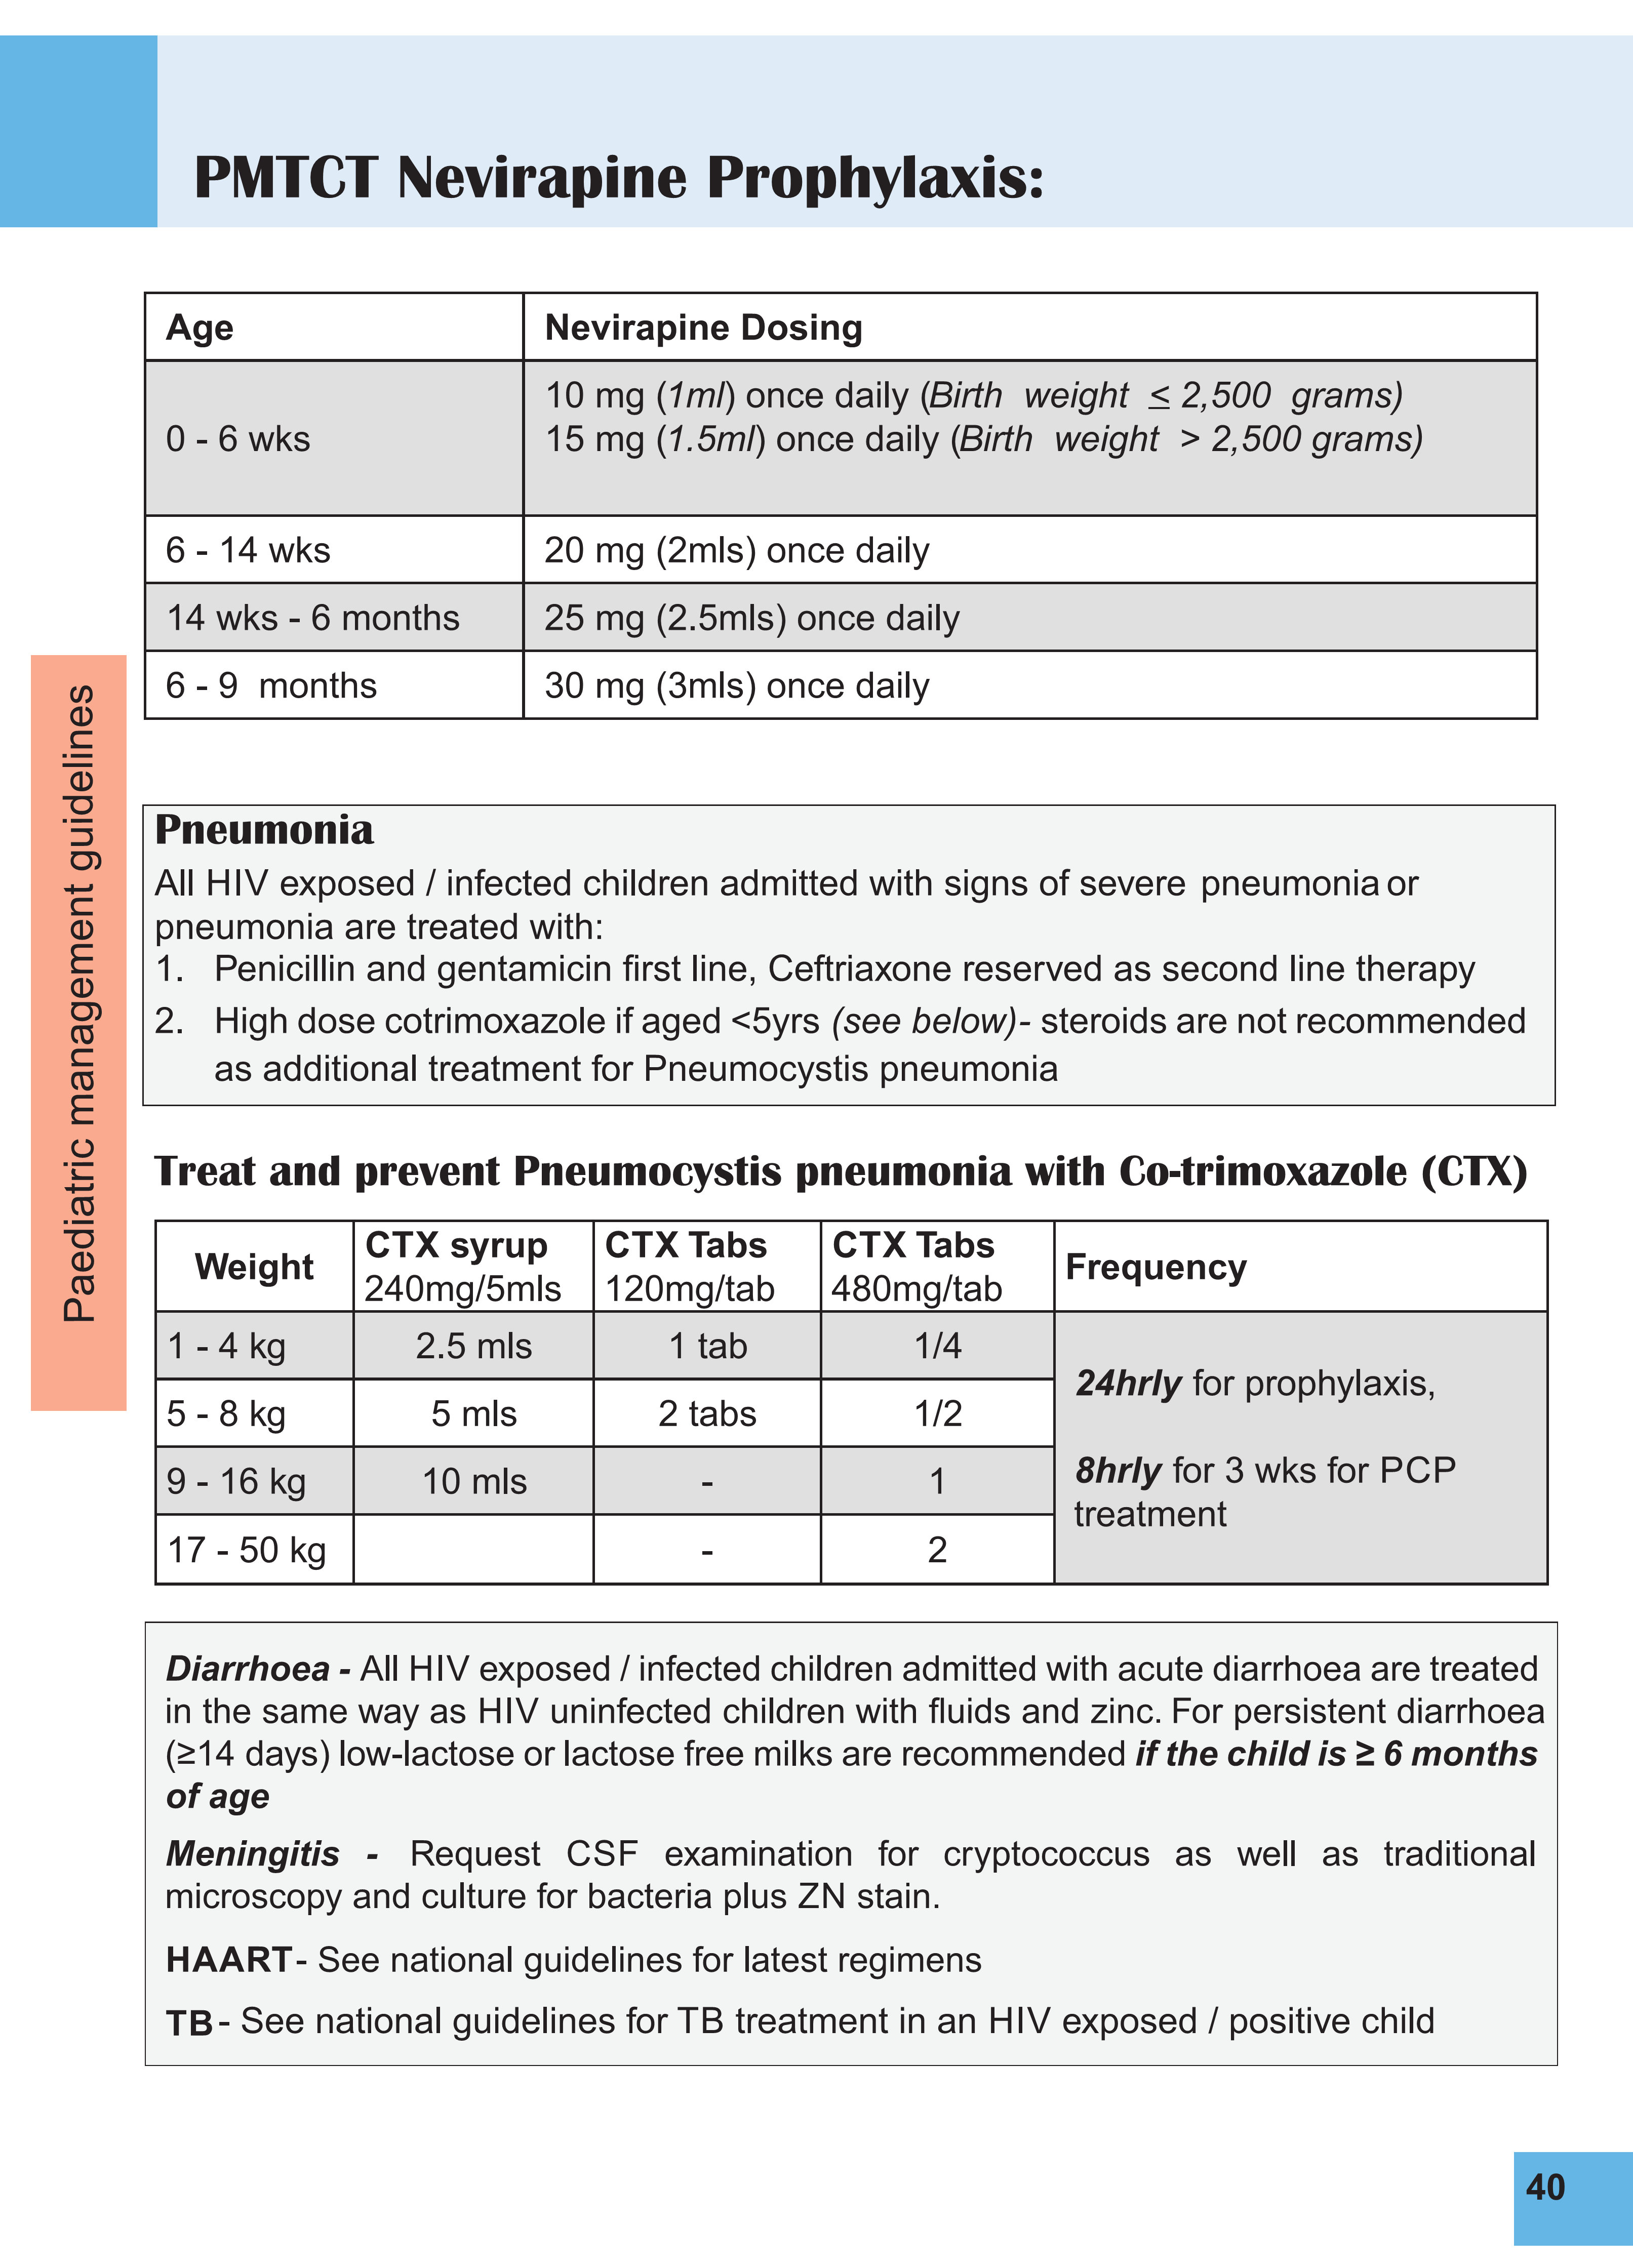 PMTCT Nevirapine Prophylaxis:
Age Nevirapine Dosing
0 - 6 wks
10 mg (1ml) once daily (Birth weight ≤ 2,500 grams)
15 mg (1.5ml) once daily (Birth weight > 2,500 grams)
6 - 14 wks 20 mg (2mls) once daily
14 wks - 6 months 25 mg (2.5mls) once daily
6 - 9 months 30 mg (3mls) once daily
Paediatric management guidelines
Pneumonia
All HIV exposed / infected children admitted with signs of severe pneumonia or
pneumonia are treated with:
1. Penicillin and gentamicin first line, Ceftriaxone reserved as second line therapy
2. High dose cotrimoxazole if aged <5yrs (see below)- steroids are not recommended
as additional treatment for Pneumocystis pneumonia
Treat and prevent Pneumocystis pneumonia with Co-trimoxazole (CTX)
Weight CTX syrup 240mg/5mls CTX Tabs 120mg/tab CTX Tabs 480mg/tab Frequency
1 - 4 kg 2.5 mls 1 tab 1/4
5 - 8 kg 5 mls 2 tabs 1/2
9 - 16 kg 10 mls - 1
17 - 50 kg - 2
24hrly for prophylaxis,
8hrly for 3 wks for PCP
treatment
Diarrhoea - All HIV exposed / infected children admitted with acute diarrhoea are treated
in the same way as HIV uninfected children with fluids and zinc. For persistent diarrhoea
(≥14 days) low-lactose or lactose free milks are recommended if the child is ≥ 6 months
of age
Meningitis - Request CSF examination for cryptococcus as well as traditional
microscopy and culture for bacteria plus ZN stain.
HAART- See national guidelines for latest regimens
TB - See national guidelines for TB treatment in an HIV exposed / positive child
40